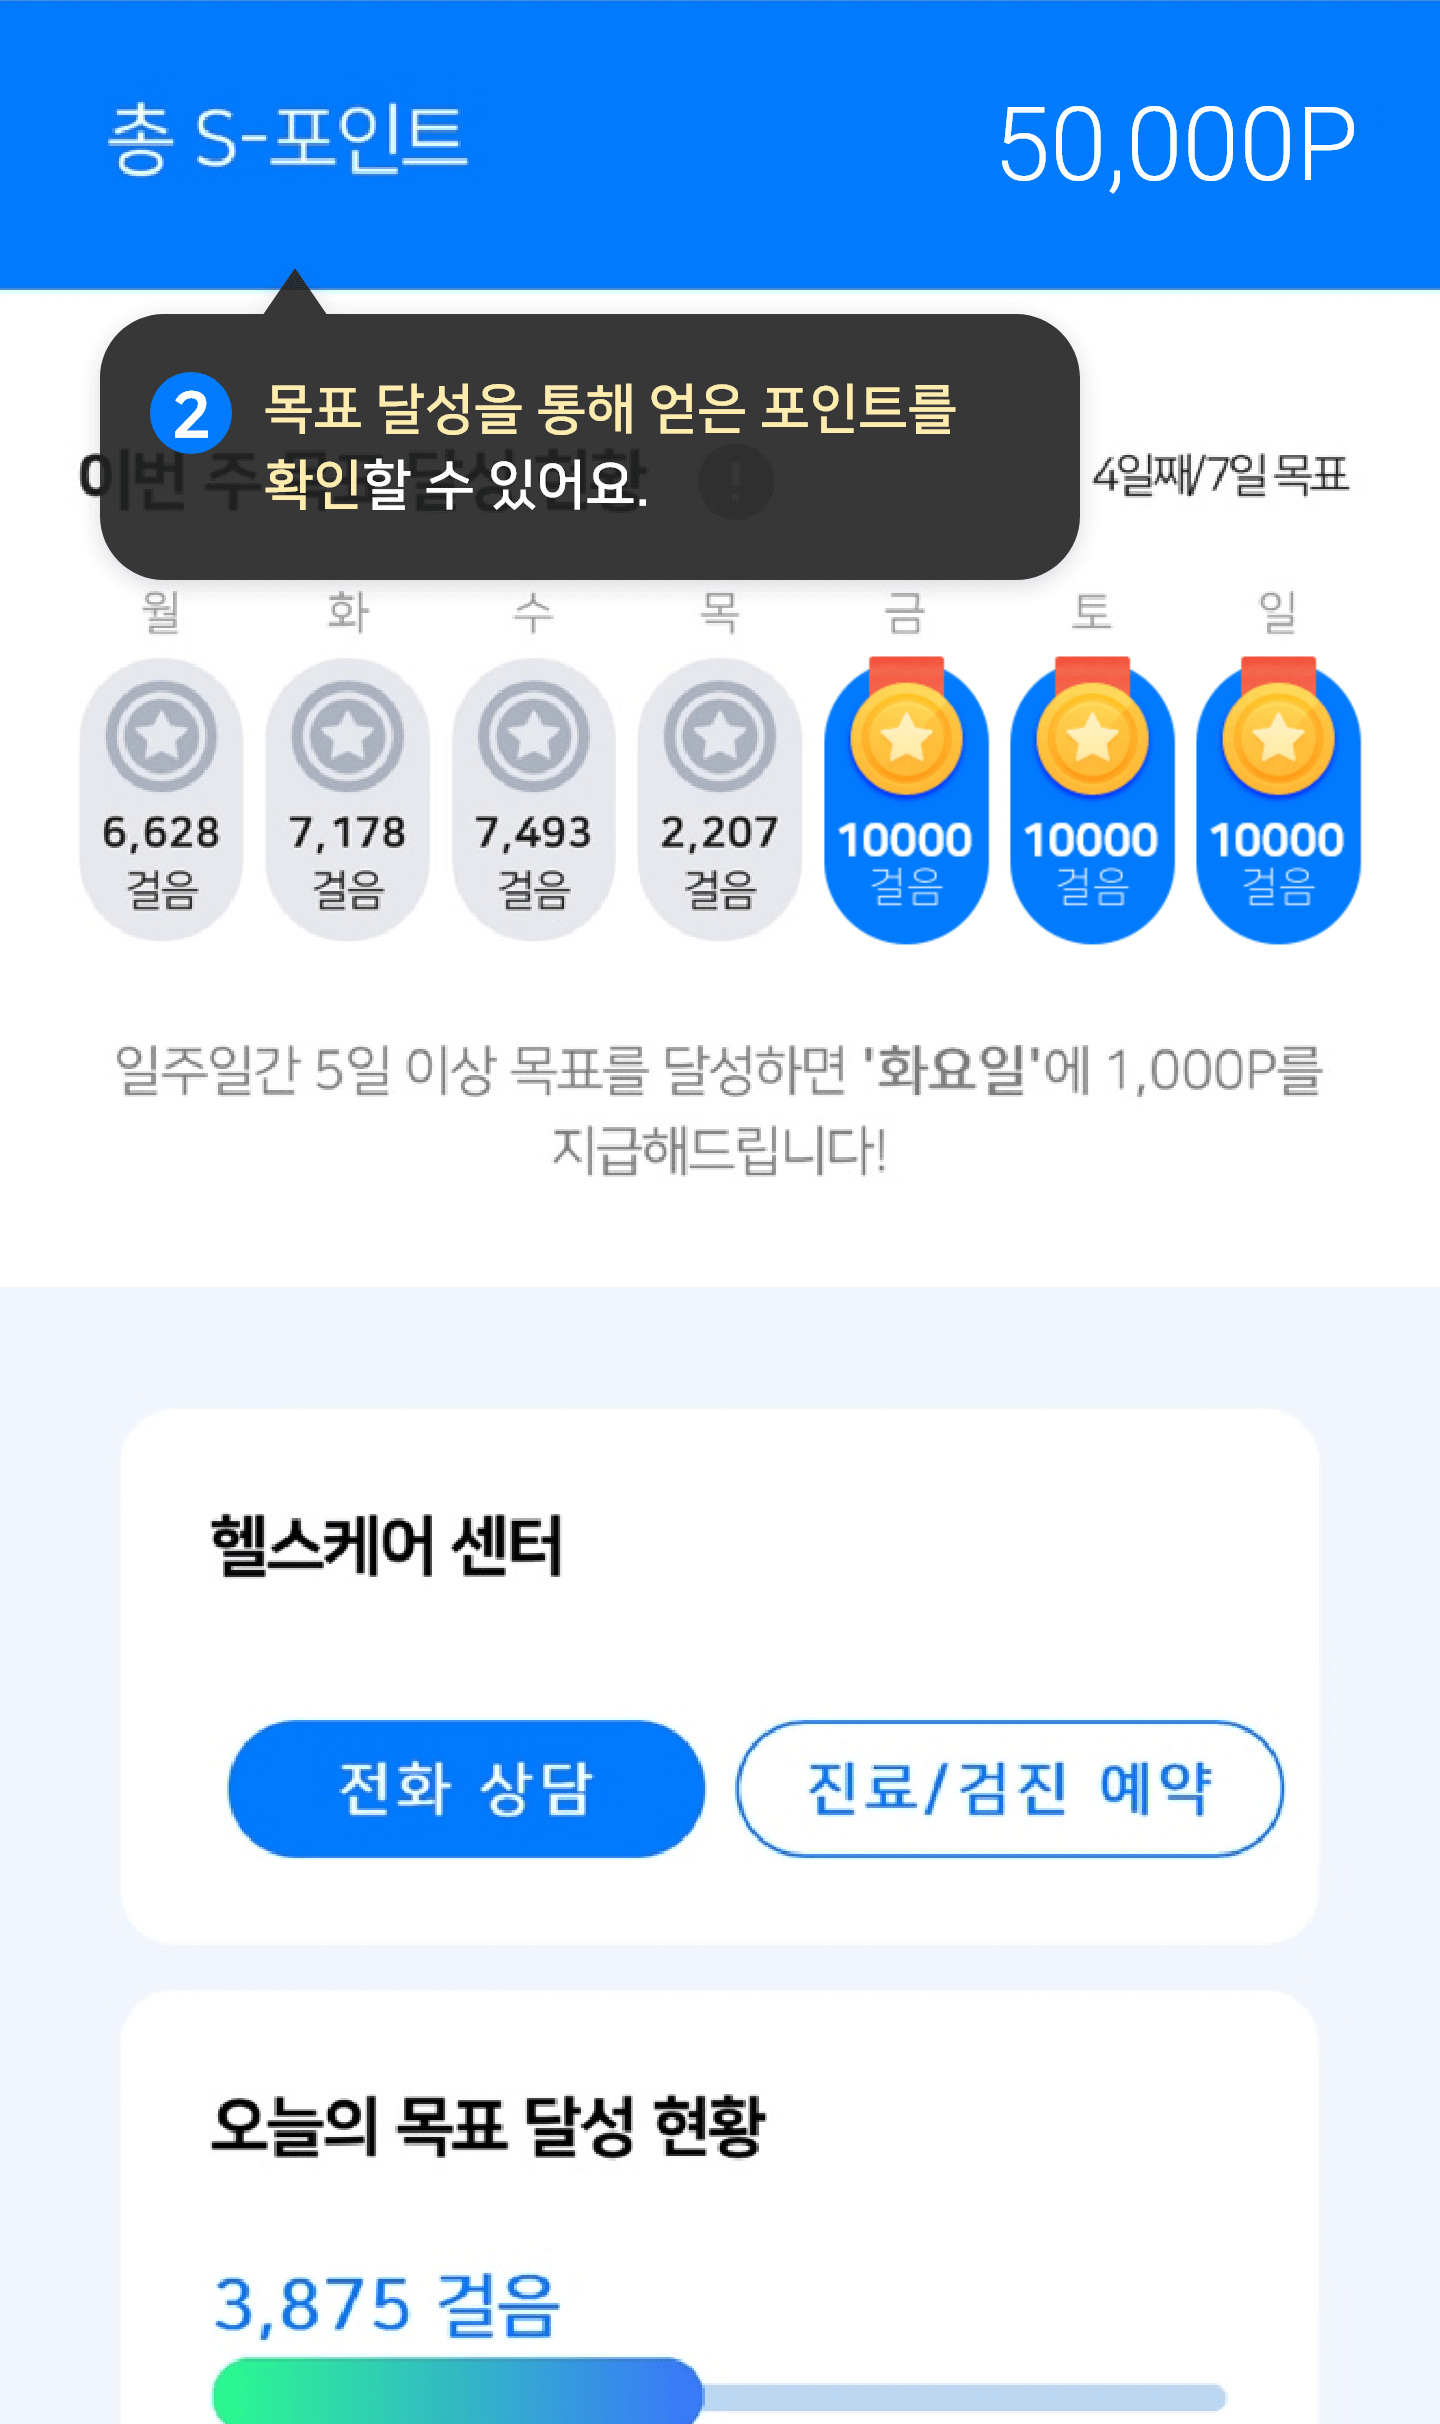 총 S-포인트 50,000P
2 목표 달성을 통해 얻은 포인트를
확인할 수 있어요.
이번 주 목표 달성 현황 ! 4일째/7일 목표
월 화 수 목 금 토 일
6,628 7,178 7,493 2,207 10000 10000 10000
걸음 걸음 걸음 걸음 걸음 걸음 걸음
일주일간 5일 이상 목표를 달성하면 '화요일'에 1,000P를
지급해드립니다!
헬스케어 센터
전화 상담 진료/검진 예약
오늘의 목표 달성 현황
3,875 걸음